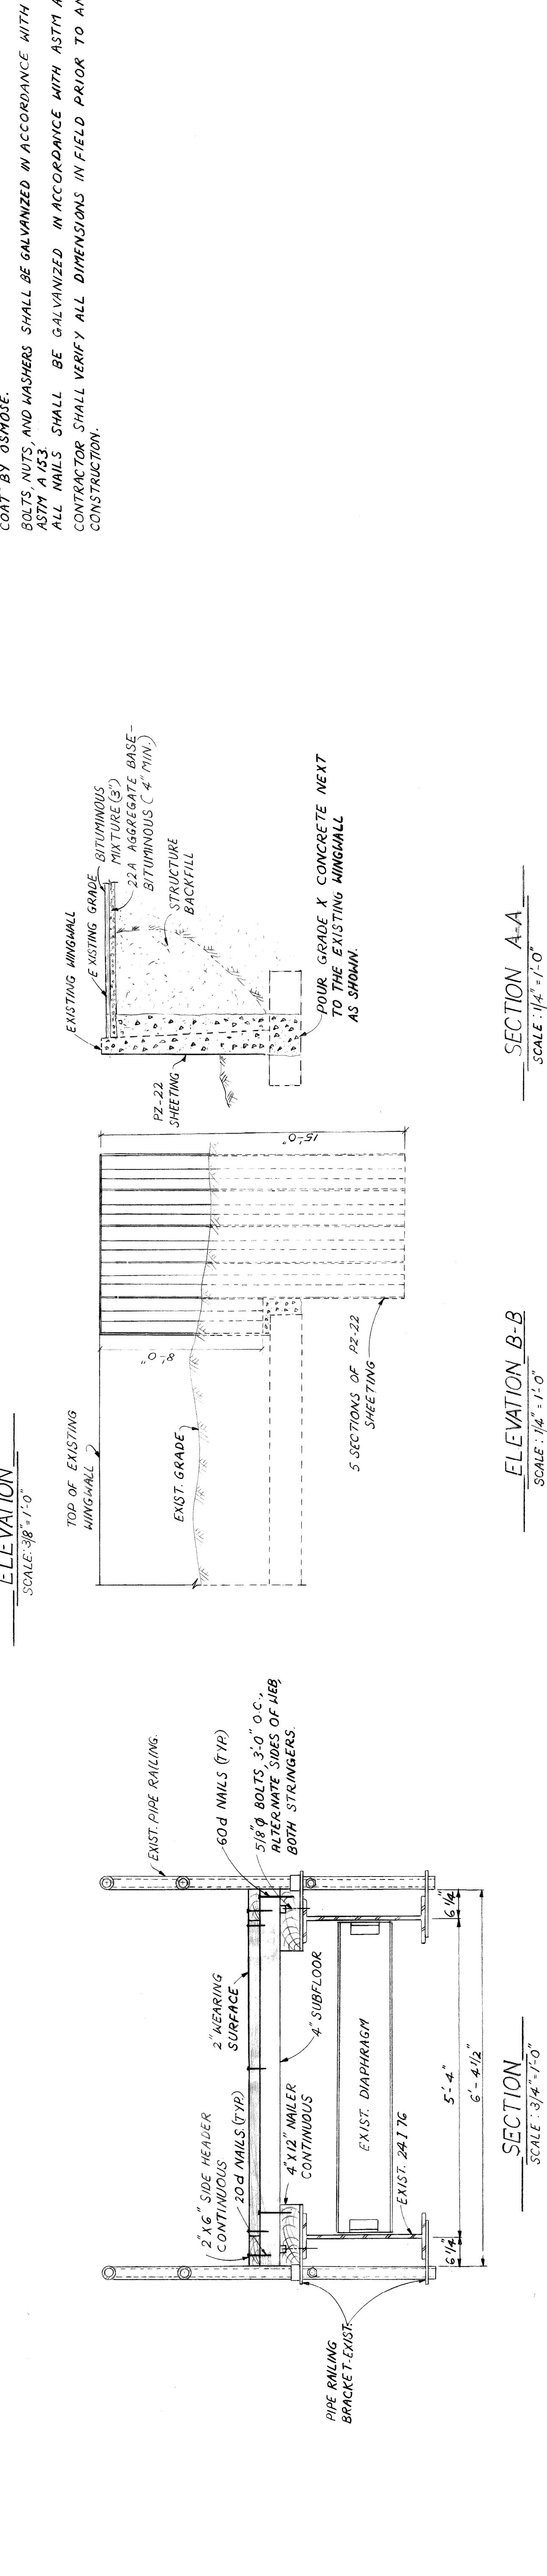 COAT BY OSMOSE.
BOLTS, NUTS, AND WASHERS SHALL BE GALVANIZED IN ACCORDANCE WITH
ASTM A 153.
ALL NAILS SHALL BE GALVANIZED IN ACCORDANCE WITH ASTM A
CONTRACTOR SHALL VERIFY ALL DIMENSIONS IN FIELD PRIOR TO
CONSTRUCTION.
ELEVATION
SCALE: 3/8" = 1'-0"
EXIST. PIPE RAILING.
60d NAILS (TYP.)
5/8"ϕ BOLTS, 3'-0" O.C.,
ALTERNATE SIDES OF WEB,
BOTH STRINGERS.
2" WEARING
SURFACE
4" SUBFLOOR
2"X6" SIDE HEADER
CONTINUOUS
20d NAILS (TYP.)
4"X12" NAILER
CONTINUOUS
EXIST. DIAPHRAGM
EXIST. 24 I 76
PIPE RAILING
BRACKET-EXIST.
6 1/4"
5'-4"
6 1/4"
6'-4 1/2"
SECTION
SCALE: 3/4" = 1'-0"
TOP OF EXISTING
WINGWALL
EXIST. GRADE
8'-0"
15'-0"
5 SECTIONS OF PZ-22
SHEETING
ELEVATION B-B
SCALE: 1/4" = 1'-0"
EXISTING WINGWALL
EXISTING GRADE
BITUMINOUS
MIXTURE (3")
22A AGGREGATE BASE-
BITUMINOUS (4" MIN.)
STRUCTURE
BACKFILL
PZ-22
SHEETING
POUR GRADE X CONCRETE NEXT
TO THE EXISTING WINGWALL
AS SHOWN.
SECTION A-A
SCALE: 1/4" = 1'-0"